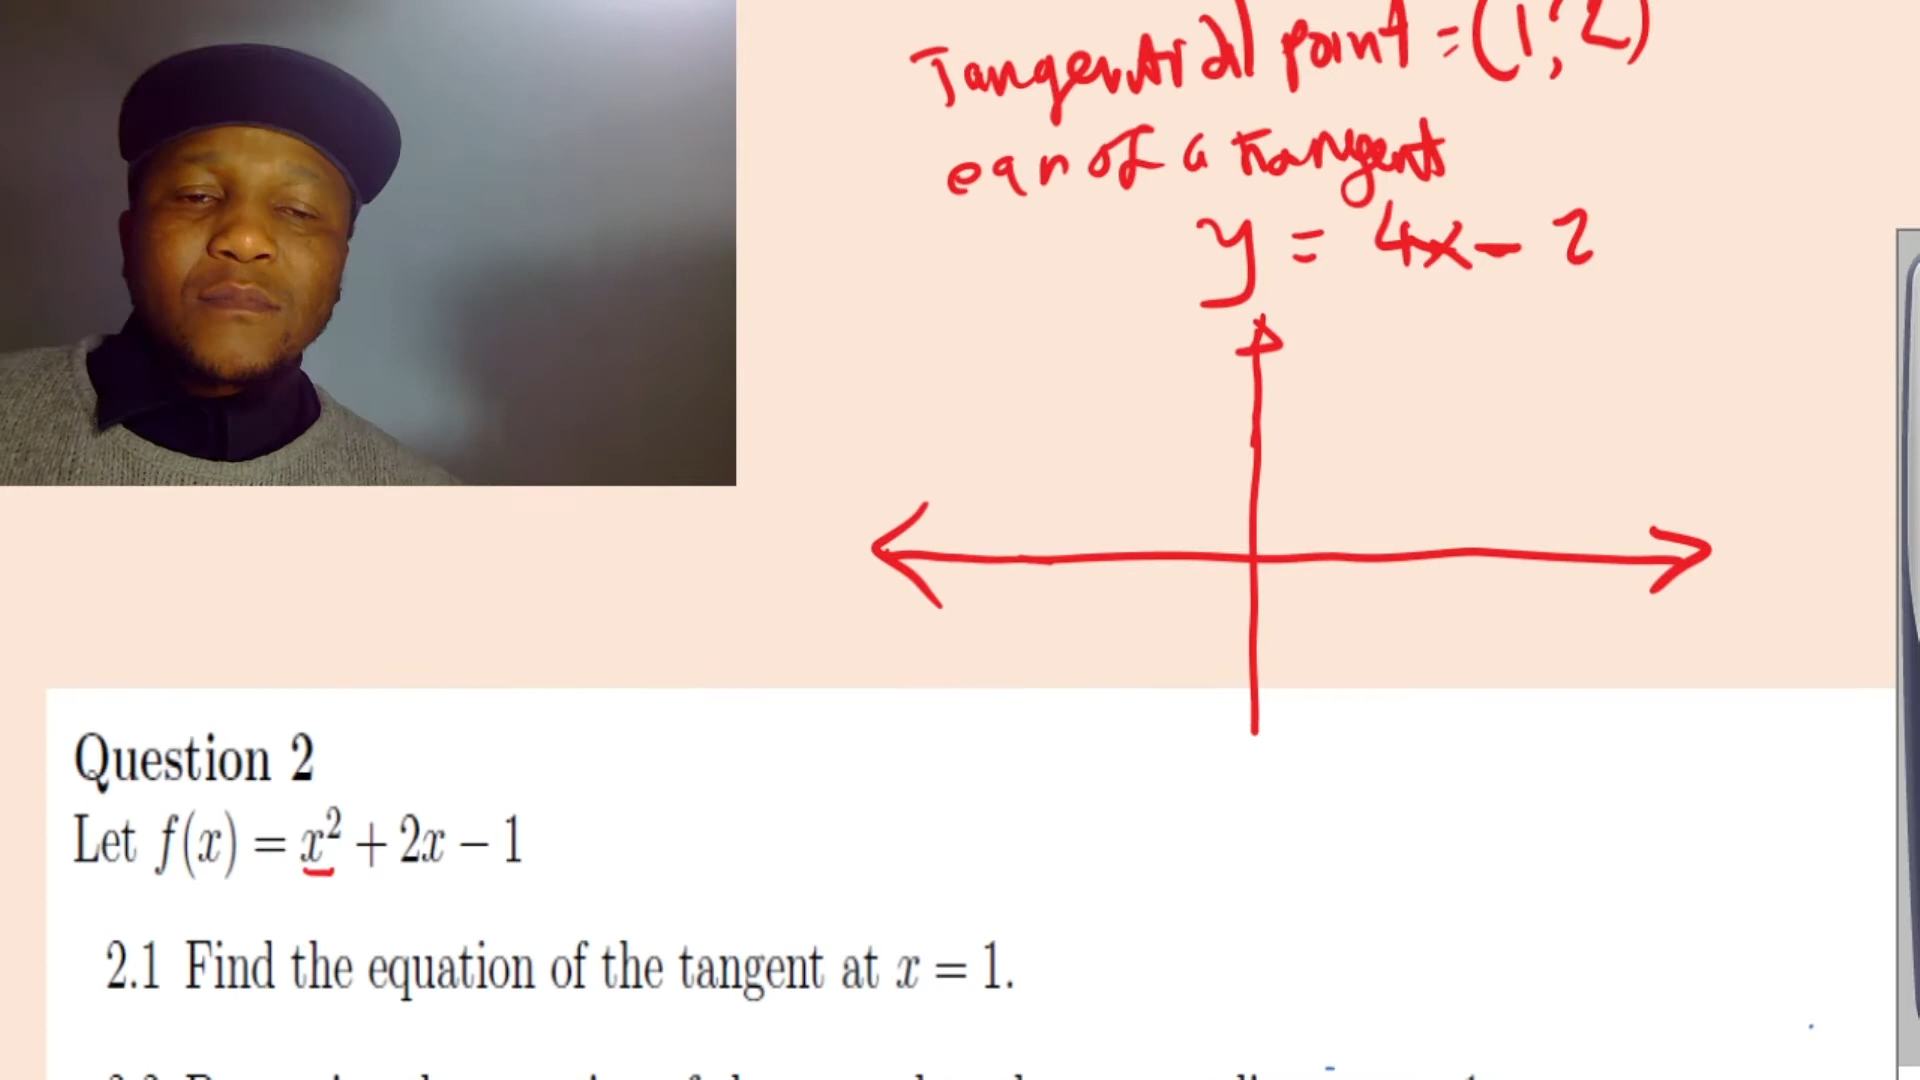 Tangential point = (1; 2)
eqn of a tangent
y = 4x - 2
Question 2
Let f(x) = x² + 2x − 1
2.1 Find the equation of the tangent at x = 1.